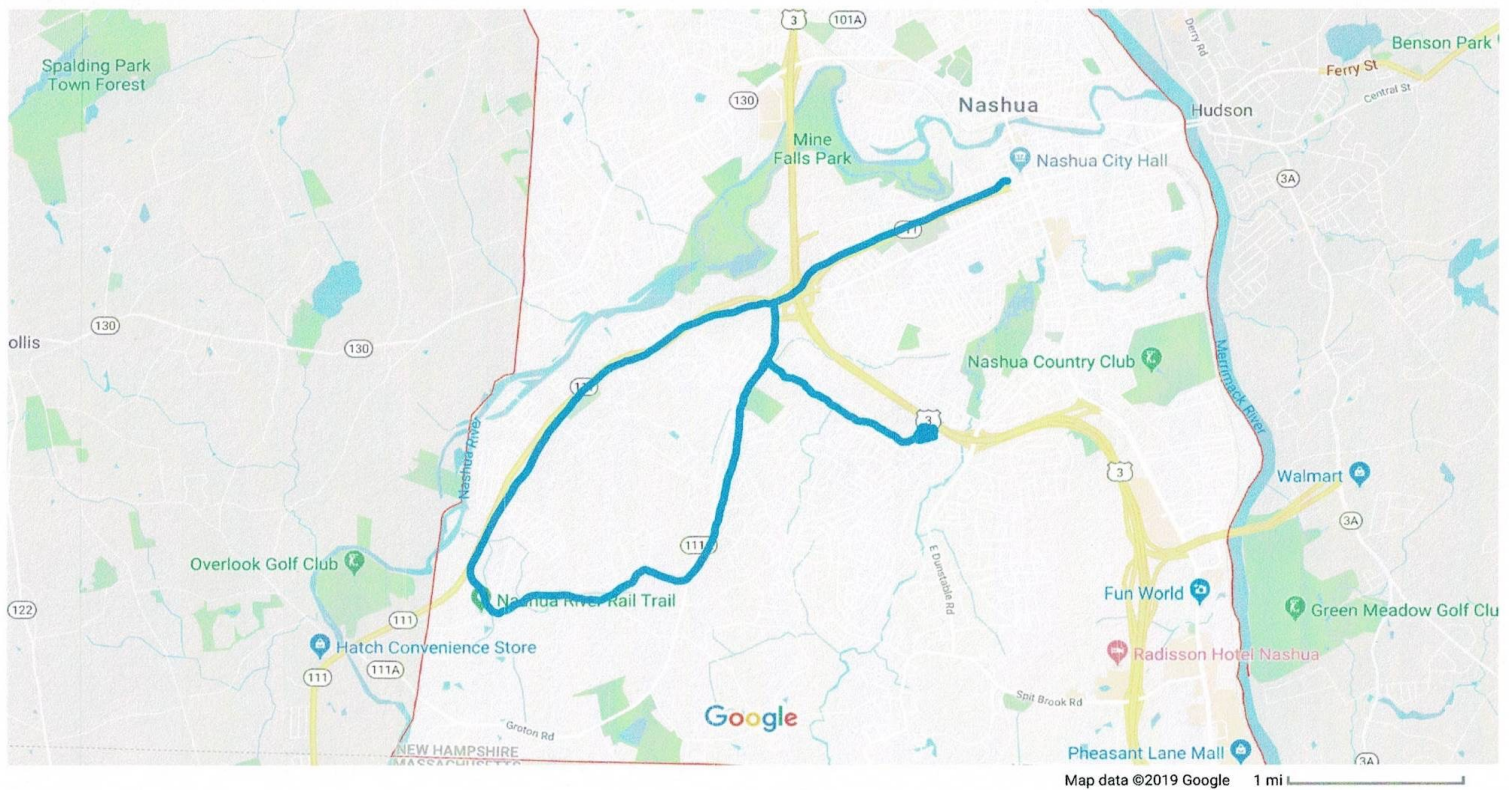 3
101A
Derry Rd
Benson Park
Ferry St
Central St
Spalding Park
Town Forest
130
Nashua
Hudson
Mine
Falls Park
Nashua City Hall
3A
130
130
ollis
Nashua Country Club
Merrimack River
3
Nashua River
3
Walmart
3A
E Dunstable Rd
Overlook Golf Club
Fun World
Nashua River Rail Trail
Green Meadow Golf Clu
122
111
Hatch Convenience Store
111A
111
Radisson Hotel Nashua
Spit Brook Rd
Google
Groton Rd
NEW HAMPSHIRE
MASSACHUSETTS
Pheasant Lane Mall
3A
Map data ©2019 Google 1 mi